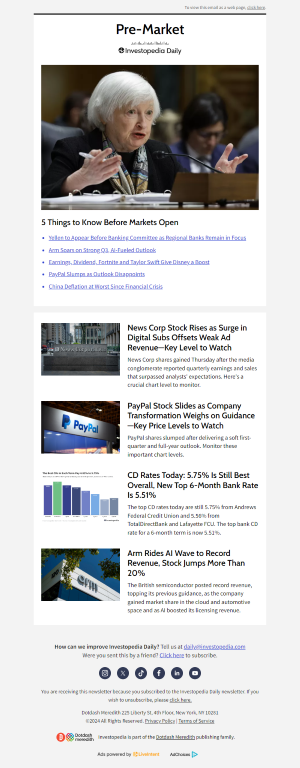 To view this email as a web page, click here.
Pre-Market
Investopedia Daily
5 Things to Know Before Markets Open
Yellen to Appear Before Banking Committee as Regional Banks Remain in Focus
Arm Soars on Strong Q3, AI-Fueled Outlook
Earnings, Dividend, Fortnite and Taylor Swift Give Disney a Boost
PayPal Slumps as Outlook Disappoints
China Deflation at Worst Since Financial Crisis
News Corp Stock Rises as Surge in
Digital Subs Offsets Weak Ad
Revenue—Key Level to Watch
News Corp shares gained Thursday after the media
conglomerate reported quarterly earnings and sales
that surpassed analysts' expectations. Here's a
crucial chart level to monitor.
PayPal
PayPal Stock Slides as Company
Transformation Weighs on Guidance
—Key Price Levels to Watch
PayPal shares slumped after delivering a soft first-
quarter and full-year outlook. Monitor these
important chart levels.
CD Rates Today: 5.75% Is Still Best
Overall, New Top 6-Month Bank Rate
Is 5.51%
The top CD rates today are still 5.75% from Andrews
Federal Credit Union and 5.56% from
TotalDirectBank and Lafayette FCU. The top bank CD
rate for a 6-month term is now 5.51%.
Arm Rides AI Wave to Record
Revenue, Stock Jumps More Than
20%
The British semiconductor posted record revenue,
topping its previous guidance, as the company
gained market share in the cloud and automotive
space and as AI boosted its licensing revenue.
How can we improve Investopedia Daily? Tell us at daily@investopedia.com
Were you sent this by a friend? Click here to subscribe.
You are receiving this newsletter because you subscribed to the Investopedia Daily newsletter. If you
wish to unsubscribe, please click here.
Dotdash Meredith 225 Liberty St, 4th Floor, New York, NY 10281
©2024 All Rights Reserved. Privacy Policy | Terms of Service
Dotdash
meredith
Investopedia is part of the Dotdash Meredith publishing family.
Ads powered by LiveIntent AdChoices